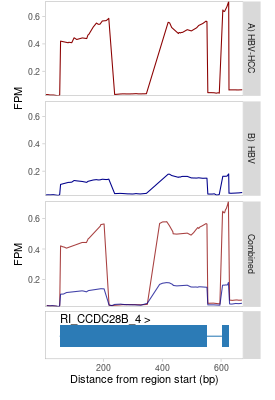 0.6
0.4
0.2
FPM
A) HBV-HCC
0.6
0.4
0.2
B) HBV
0.6
0.4
0.2
FPM
Combined
RI_CCDC28B_4 >
200
400
600
Distance from region start (bp)